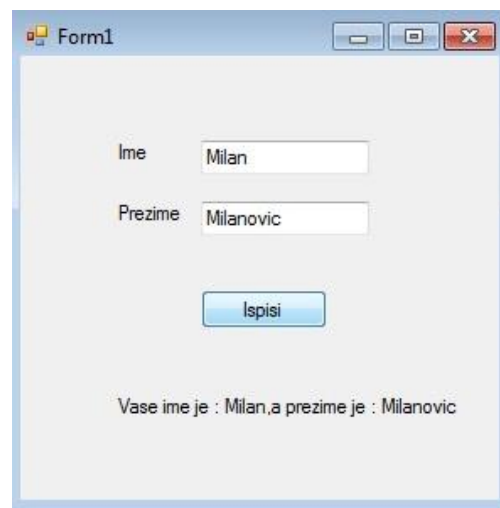 Form1
Ime Milan
Prezime Milanovic
Ispisi
Vase ime je : Milan,a prezime je : Milanovic